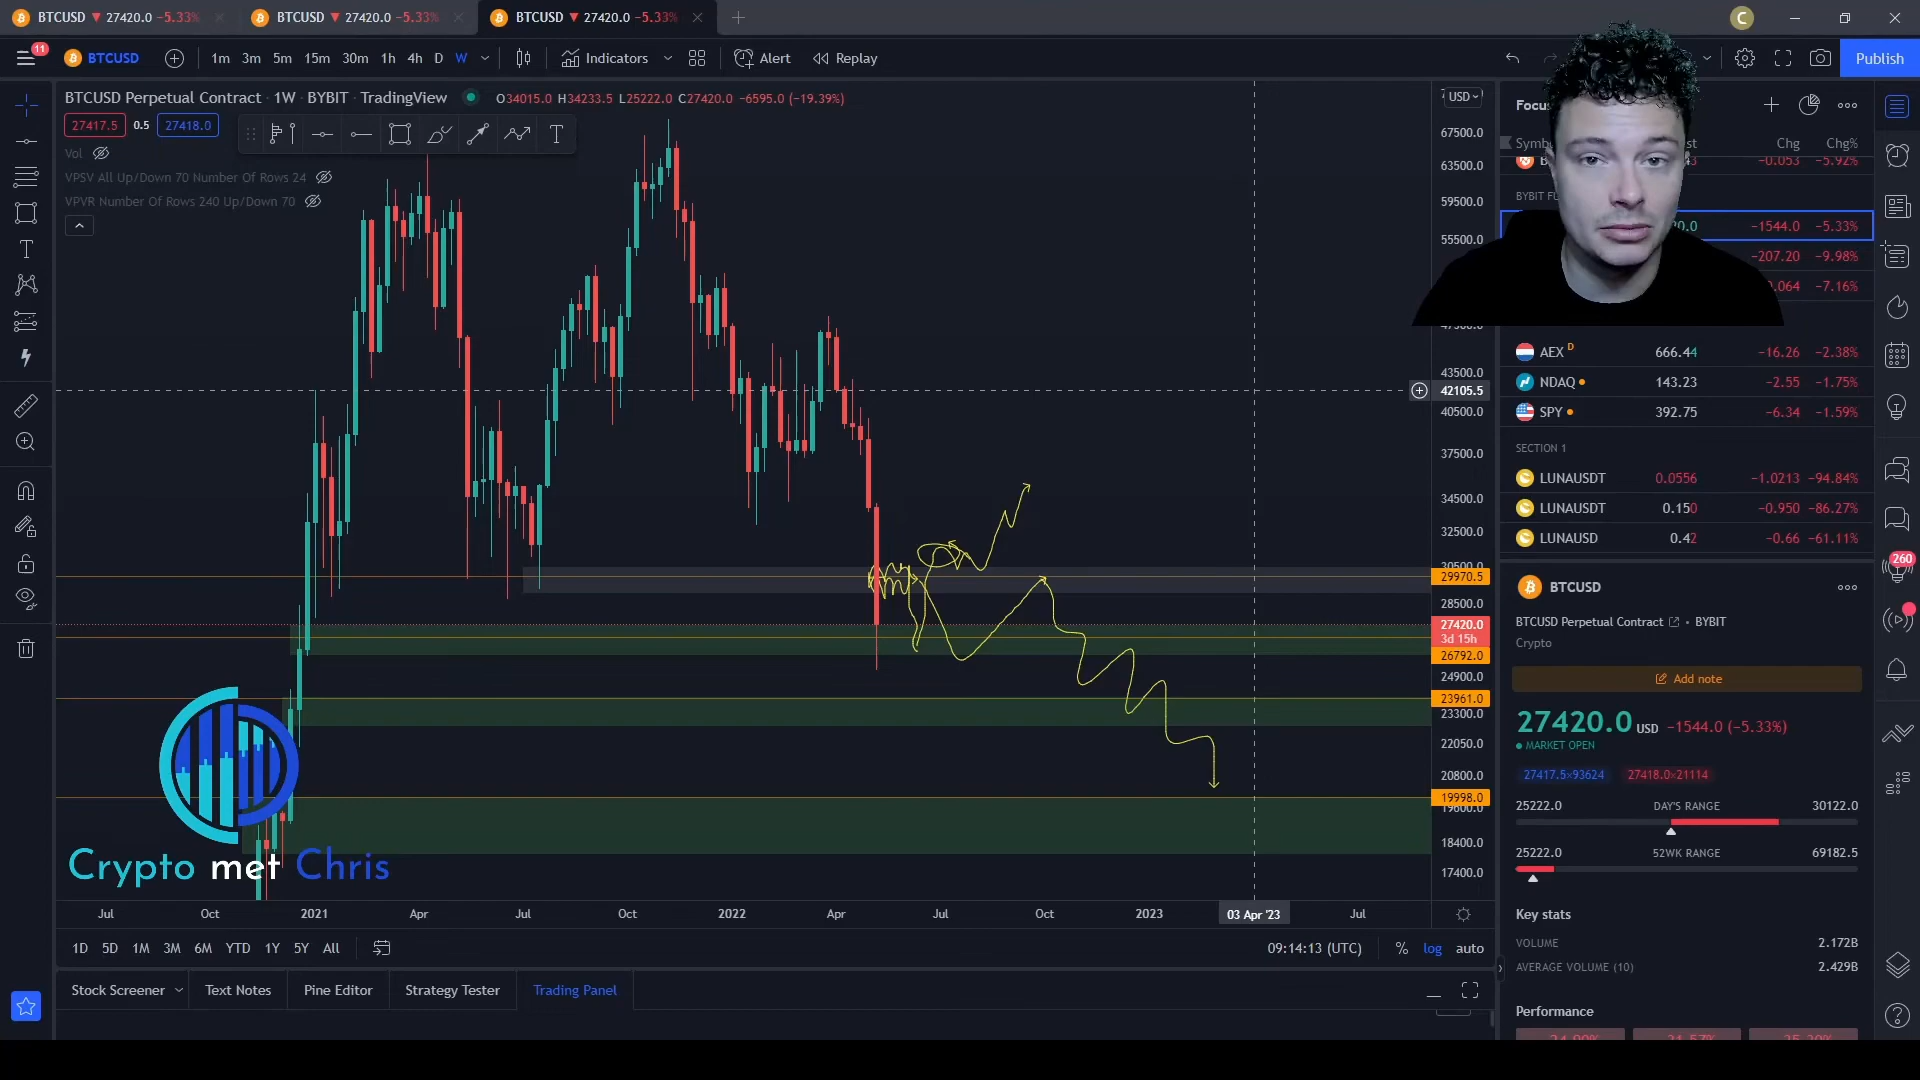 BTCUSD ▼ 27420.0 −5.33%
BTCUSD ▼ 27420.0 −5.33%
BTCUSD ▼ 27420.0 −5.33%
C
11
BTCUSD
1m 3m 5m 15m 30m 1h 4h D W
Indicators
Alert
Replay
Publish
BTCUSD Perpetual Contract · 1W · BYBIT · TradingView
O34015.0 H34233.5 L25222.0 C27420.0 −6595.0 (−19.39%)
27417.5 0.5 27418.0
Vol
VPSV All Up/Down 70 Number Of Rows 24
VPVR Number Of Rows 240 Up/Down 70
USD
67500.0
63500.0
59500.0
55500.0
43500.0
42105.5
40500.0
37500.0
34500.0
32500.0
29970.5
28500.0
27420.0
3d 15h
26792.0
24900.0
23961.0
23300.0
22050.0
20800.0
19998.0
18400.0
17400.0
Crypto met Chris
Jul Oct 2021 Apr Jul Oct 2022 Apr Jul Oct 2023 03 Apr '23 Jul
1D 5D 1M 3M 6M YTD 1Y 5Y All
09:14:13 (UTC) % log auto
Stock Screener Text Notes Pine Editor Strategy Tester Trading Panel
Chg Chg%
−0.053 −5.92%
−1544.0 −5.33%
−207.20 −9.98%
−7.16%
AEX D 666.44 −16.26 −2.38%
NDAQ 143.23 −2.55 −1.75%
SPY 392.75 −6.34 −1.59%
SECTION 1
LUNAUSDT 0.0556 −1.0213 −94.84%
LUNAUSDT 0.150 −0.950 −86.27%
LUNAUSD 0.42 −0.66 −61.11%
260
BTCUSD
BTCUSD Perpetual Contract • BYBIT
Crypto
Add note
27420.0 USD −1544.0 (−5.33%)
MARKET OPEN
27417.5×93624 27418.0×21114
25222.0 DAY'S RANGE 30122.0
25222.0 52WK RANGE 69182.5
Key stats
VOLUME 2.172B
AVERAGE VOLUME (10) 2.429B
Performance